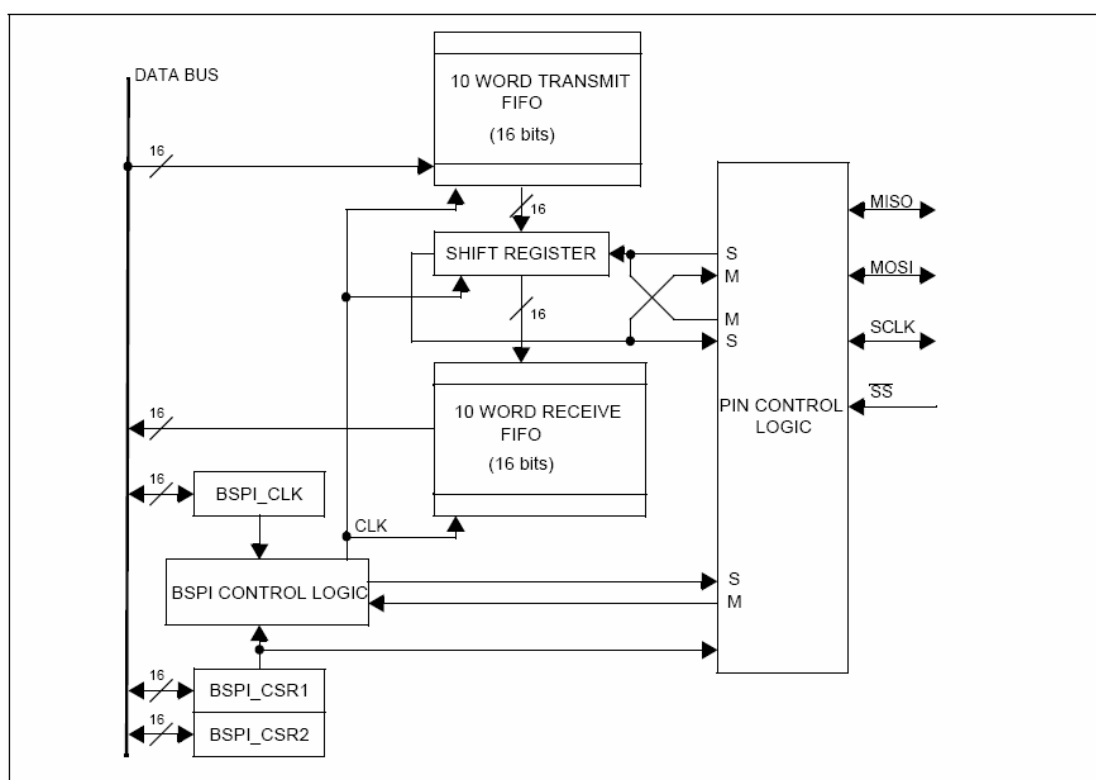 DATA BUS
10 WORD TRANSMIT
FIFO
(16 bits)
16
16
MISO
SHIFT REGISTER
S
M
MOSI
16
M
S
SCLK
SS
10 WORD RECEIVE
FIFO
(16 bits)
PIN CONTROL
LOGIC
16
16
BSPI_CLK
CLK
BSPI CONTROL LOGIC
S
M
16
BSPI_CSR1
16
BSPI_CSR2